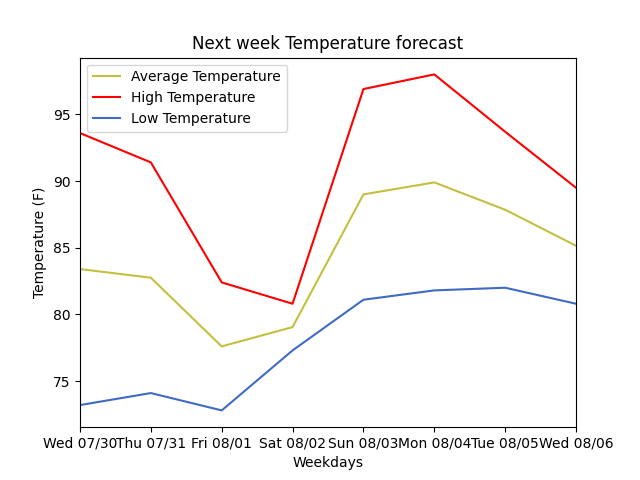 Next week Temperature forecast
Average Temperature
High Temperature
Low Temperature
Temperature (F)
95
90
85
80
75
Wed 07/30 Thu 07/31 Fri 08/01 Sat 08/02 Sun 08/03 Mon 08/04 Tue 08/05 Wed 08/06
Weekdays